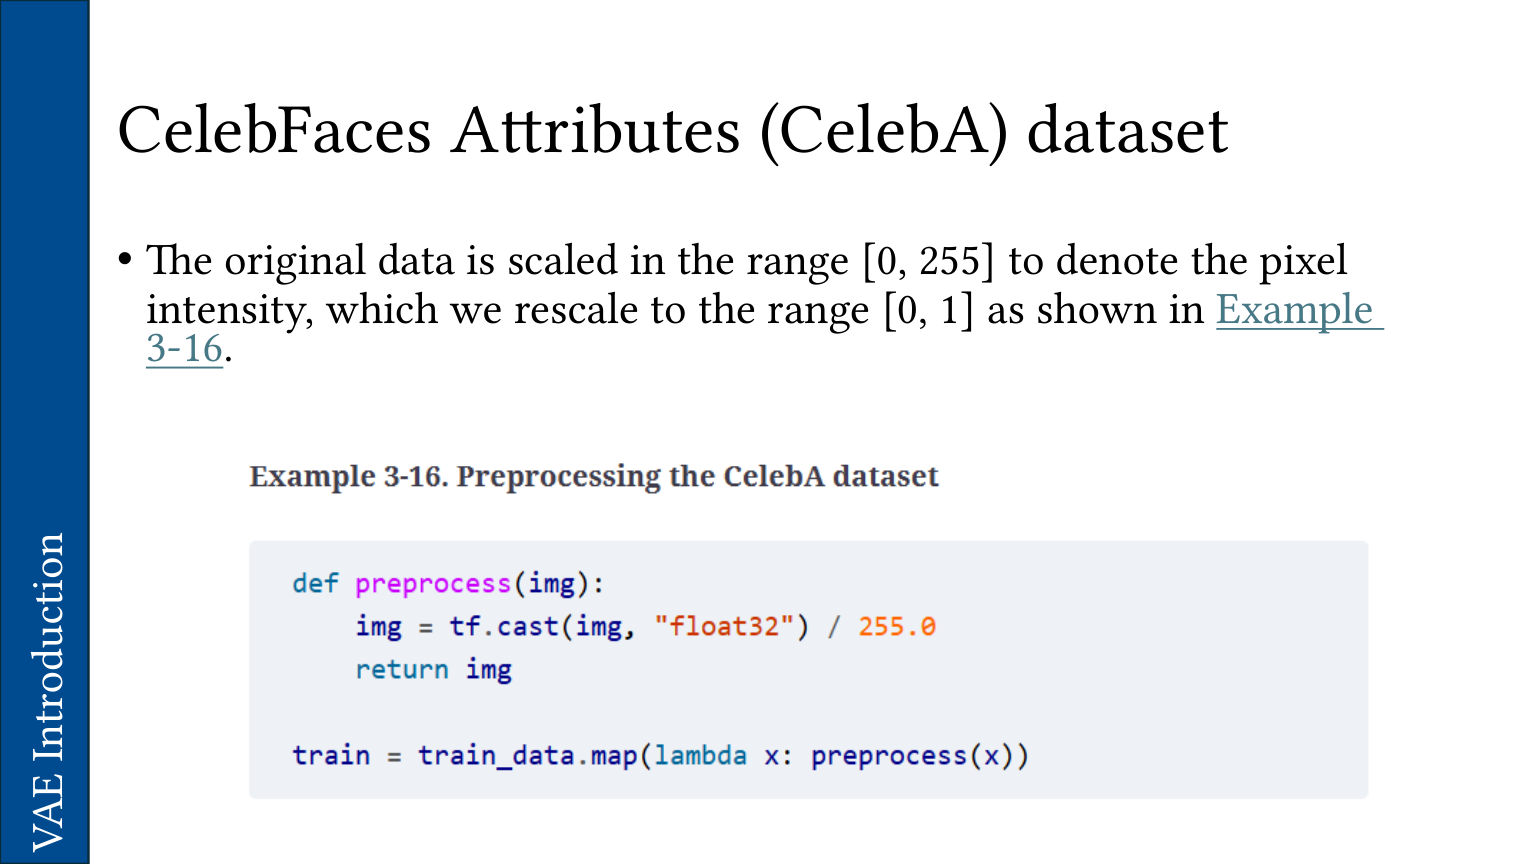 CelebFaces Attributes (CelebA) dataset
• The original data is scaled in the range [0, 255] to denote the pixel
intensity, which we rescale to the range [0, 1] as shown in Example
3-16.
Example 3-16. Preprocessing the CelebA dataset
def preprocess(img):
    img = tf.cast(img, "float32") / 255.0
    return img
train = train_data.map(lambda x: preprocess(x))
VAE Introduction